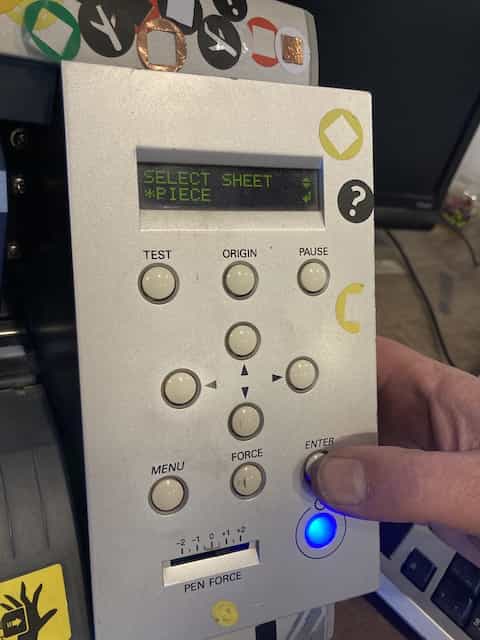 SELECT SHEET
*PIECE
?
TEST ORIGIN PAUSE
MENU FORCE ENTER
-2 -1 0 +1 +2
PEN FORCE